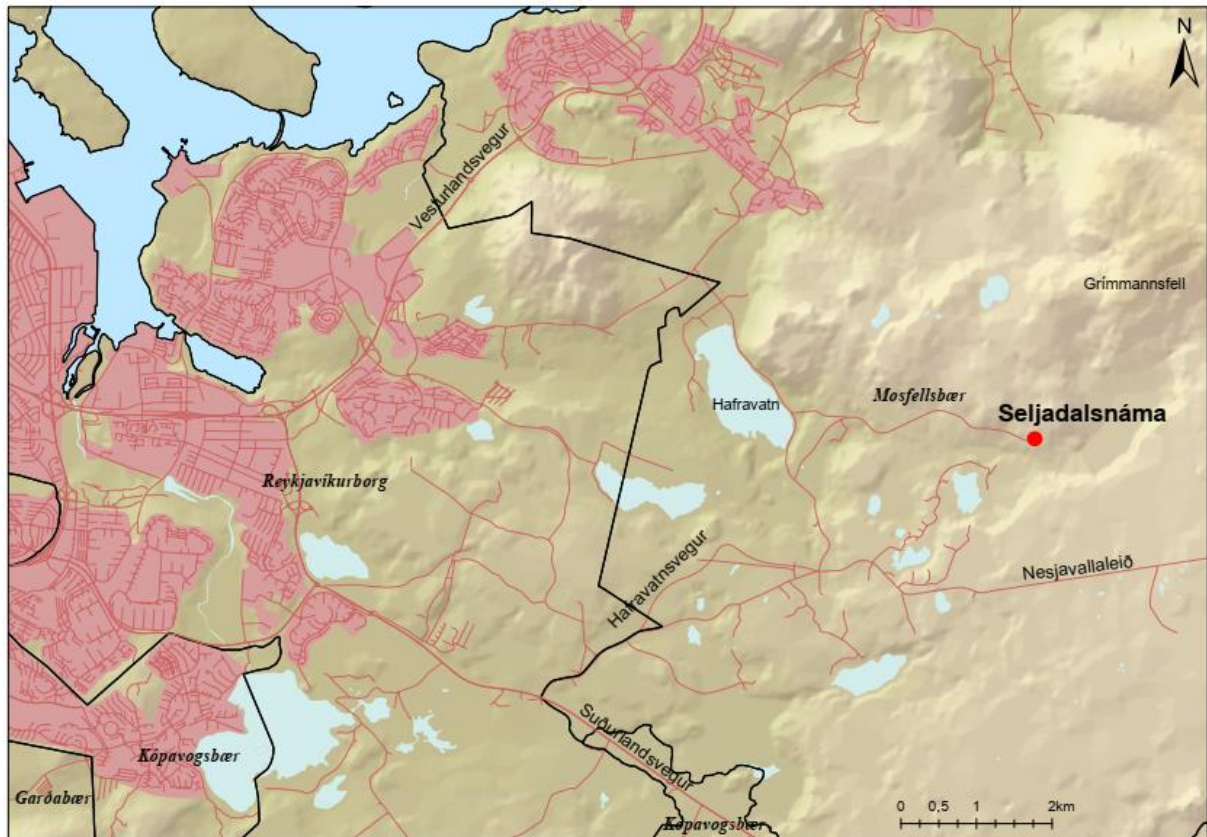 N
Vesturlandsvegur
Grímmannsfell
Hafravatn
Mosfellsbær
Seljadalsnáma
Reykjavíkurborg
Hafravatnsvegur
Nesjavallaleið
Suðurlandsvegur
Kópavogsbær
Garðabær
0 0,5 1 2km
Kópavogsbær